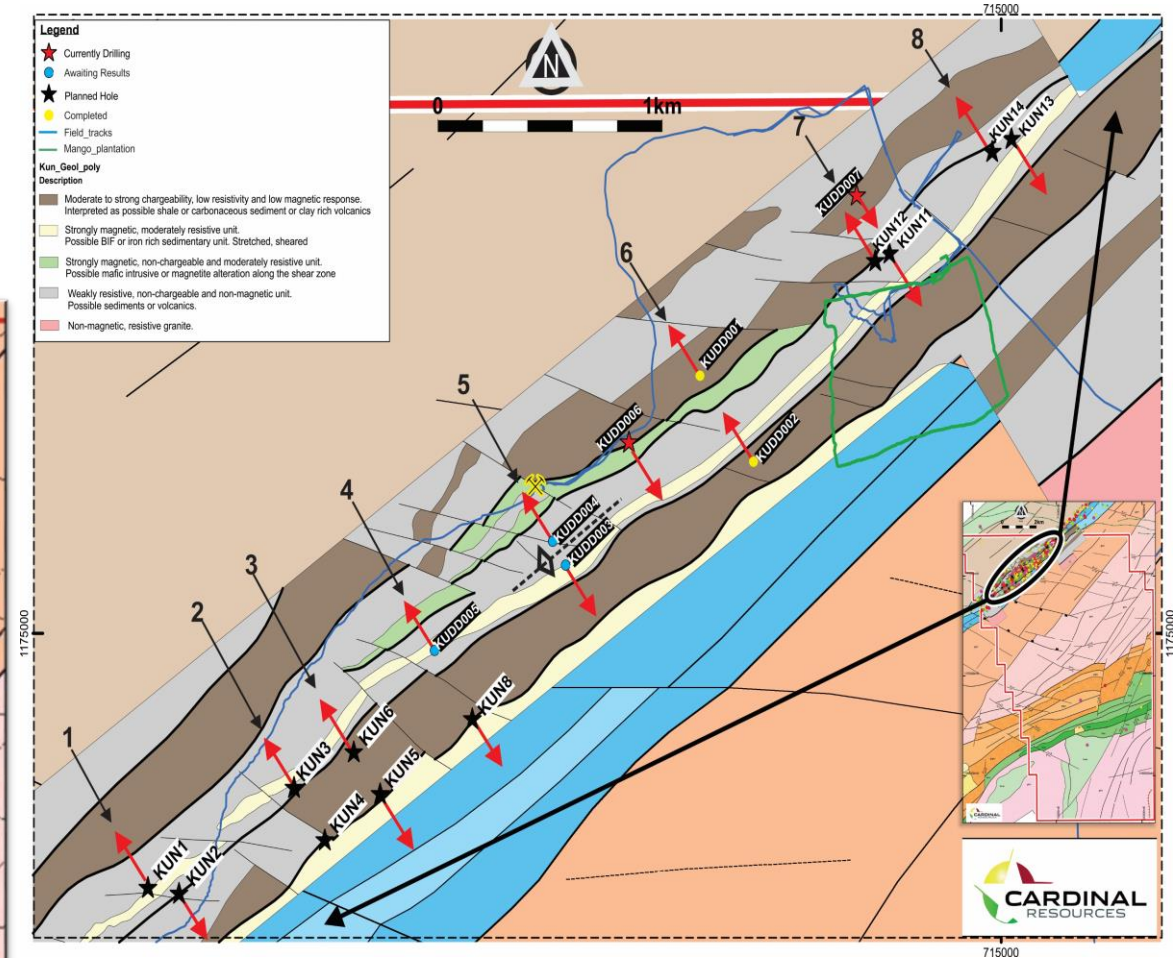 Legend
Currently Drilling
Awaiting Results
Planned Hole
Completed
Field_tracks
Mango_plantation
Kun_Geol_poly
Description
Moderate to strong chargeability, low resistivity and low magnetic response.
Interpreted as possible shale or carbonaceous sediment or clay rich volcanics
Strongly magnetic, moderately resistive unit.
Possible BIF or iron rich sedimentary unit. Stretched, sheared
Strongly magnetic, non-chargeable and moderately resistive unit.
Possible mafic intrusive or magnetite alteration along the shear zone
Weakly resistive, non-chargeable and non-magnetic unit.
Possible sediments or volcanics.
Non-magnetic, resistive granite.
715000
N
0 1km
8
KUN14
KUN13
7
KUDD007
KUN12
KUN11
6
KUDD001
5
KUDD006
KUDD002
4
KUDD004
KUDD003
3
KUDD005
2
1175000
1175000
KUN8
KUN6
1
KUN3
KUN5
KUN4
KUN1
KUN2
CARDINAL
CARDINAL
RESOURCES
715000